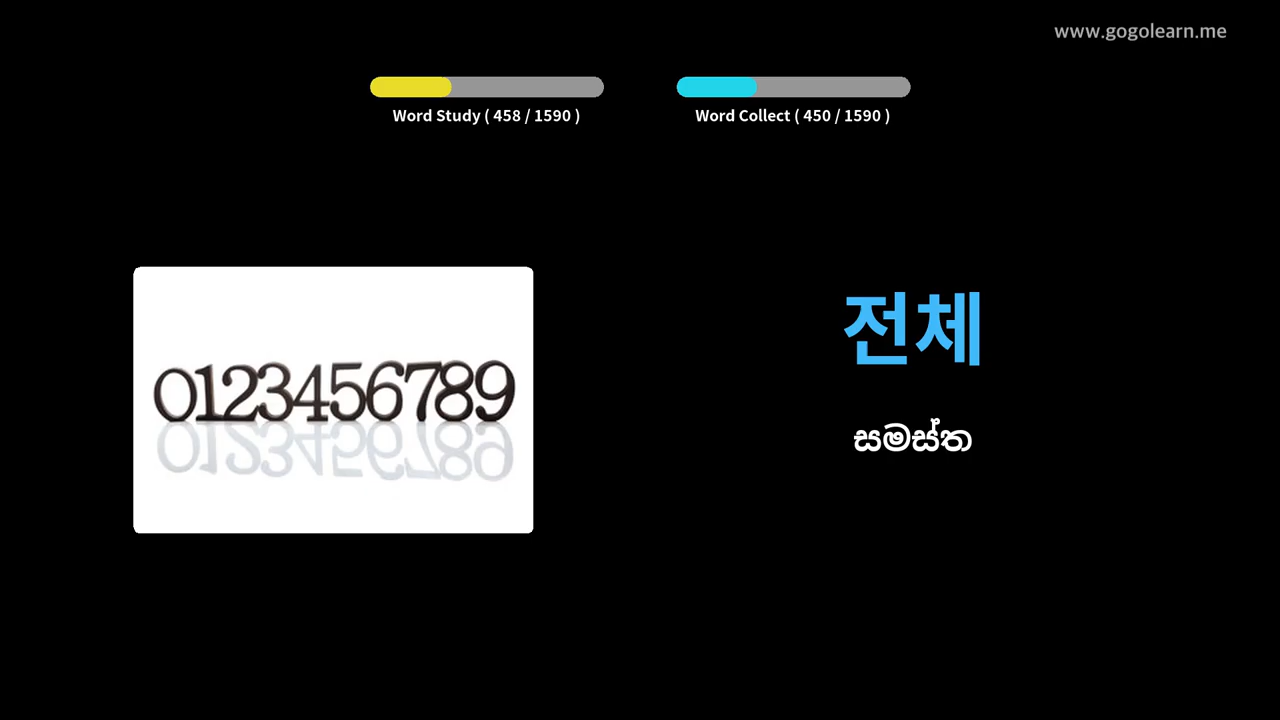 www.gogolearn.me
Word Study ( 458 / 1590 )
Word Collect ( 450 / 1590 )
0123456789
전체
සමස්ත